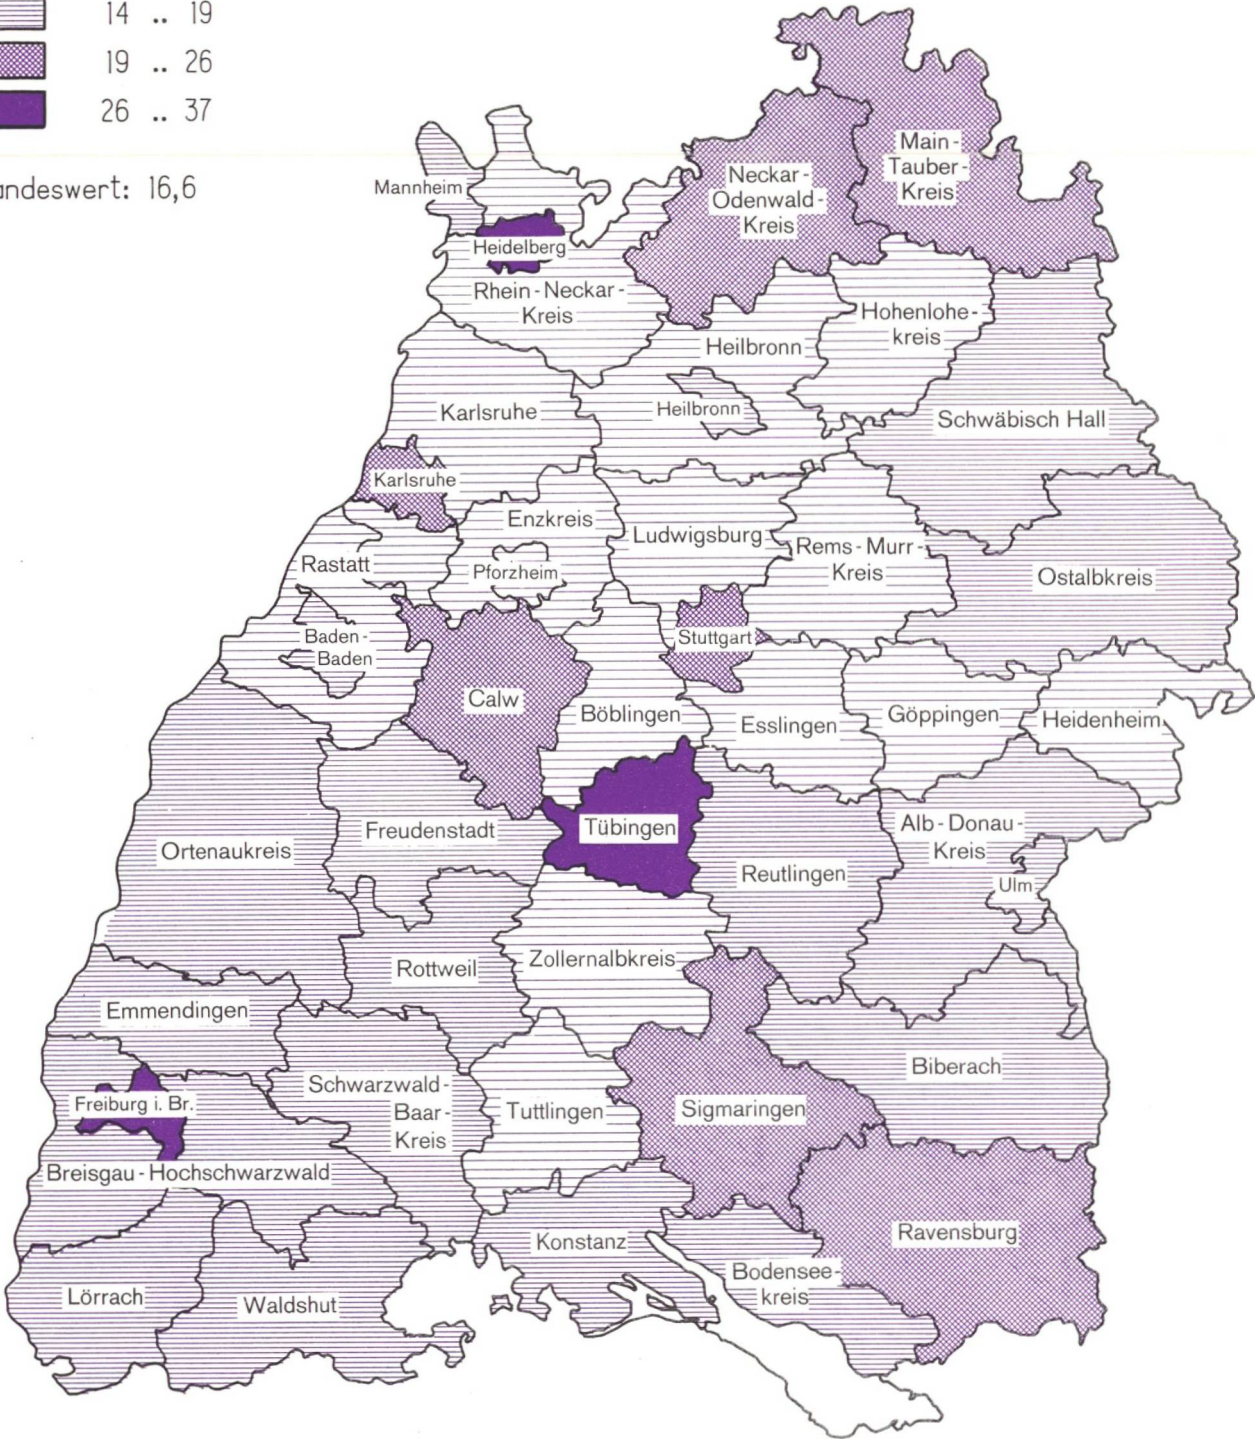 14 .. 19
19 .. 26
26 .. 37
andeswert: 16,6
Main-
Tauber-
Kreis
Neckar-
Odenwald-
Kreis
Mannheim
Heidelberg
Rhein-Neckar-
Kreis
Hohenlohe-
kreis
Heilbronn
Karlsruhe
Heilbronn
Schwäbisch Hall
Karlsruhe
Enzkreis
Ludwigsburg
Rems-Murr-
Kreis
Rastatt
Pforzheim
Ostalbkreis
Baden-
Baden
Stuttgart
Calw
Böblingen
Esslingen
Göppingen
Heidenheim
Freudenstadt
Tübingen
Alb-Donau-
Kreis
Ortenaukreis
Reutlingen
Ulm
Zollernalbkreis
Rottweil
Emmendingen
Biberach
Schwarzwald-
Baar-
Kreis
Freiburg i. Br.
Tuttlingen
Sigmaringen
Breisgau-Hochschwarzwald
Konstanz
Ravensburg
Bodensee-
kreis
Lörrach
Waldshut